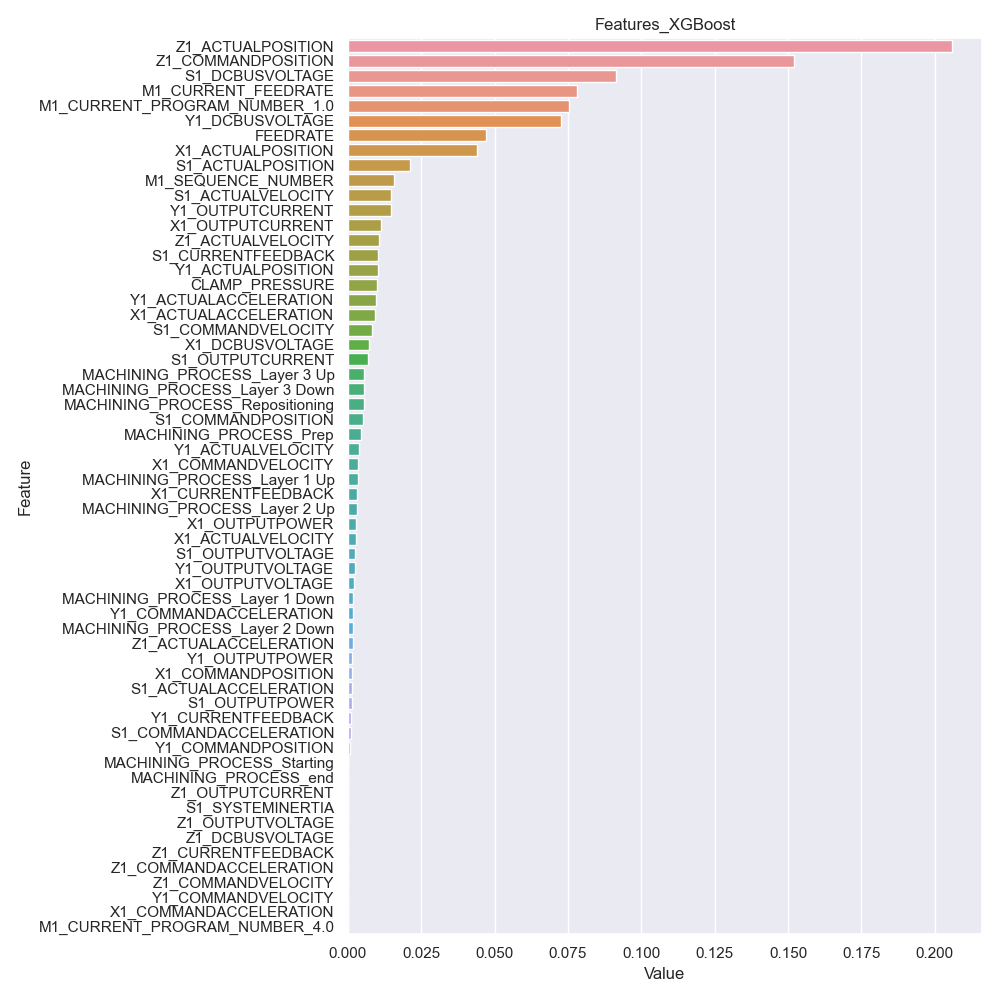 Features_XGBoost
Z1_ACTUALPOSITION
Z1_COMMANDPOSITION
S1_DCBUSVOLTAGE
M1_CURRENT_FEEDRATE
M1_CURRENT_PROGRAM_NUMBER_1.0
Y1_DCBUSVOLTAGE
FEEDRATE
X1_ACTUALPOSITION
S1_ACTUALPOSITION
M1_SEQUENCE_NUMBER
S1_ACTUALVELOCITY
Y1_OUTPUTCURRENT
X1_OUTPUTCURRENT
Z1_ACTUALVELOCITY
S1_CURRENTFEEDBACK
Y1_ACTUALPOSITION
CLAMP_PRESSURE
Y1_ACTUALACCELERATION
X1_ACTUALACCELERATION
S1_COMMANDVELOCITY
X1_DCBUSVOLTAGE
S1_OUTPUTCURRENT
MACHINING_PROCESS_Layer 3 Up
MACHINING_PROCESS_Layer 3 Down
MACHINING_PROCESS_Repositioning
S1_COMMANDPOSITION
MACHINING_PROCESS_Prep
Y1_ACTUALVELOCITY
X1_COMMANDVELOCITY
MACHINING_PROCESS_Layer 1 Up
X1_CURRENTFEEDBACK
MACHINING_PROCESS_Layer 2 Up
X1_OUTPUTPOWER
X1_ACTUALVELOCITY
S1_OUTPUTVOLTAGE
Y1_OUTPUTVOLTAGE
X1_OUTPUTVOLTAGE
MACHINING_PROCESS_Layer 1 Down
Y1_COMMANDACCELERATION
MACHINING_PROCESS_Layer 2 Down
Z1_ACTUALACCELERATION
Y1_OUTPUTPOWER
X1_COMMANDPOSITION
S1_ACTUALACCELERATION
S1_OUTPUTPOWER
Y1_CURRENTFEEDBACK
S1_COMMANDACCELERATION
Y1_COMMANDPOSITION
MACHINING_PROCESS_Starting
MACHINING_PROCESS_end
Z1_OUTPUTCURRENT
S1_SYSTEMINERTIA
Z1_OUTPUTVOLTAGE
Z1_DCBUSVOLTAGE
Z1_CURRENTFEEDBACK
Z1_COMMANDACCELERATION
Z1_COMMANDVELOCITY
Y1_COMMANDVELOCITY
X1_COMMANDACCELERATION
M1_CURRENT_PROGRAM_NUMBER_4.0
Feature
0.000 0.025 0.050 0.075 0.100 0.125 0.150 0.175 0.200
Value